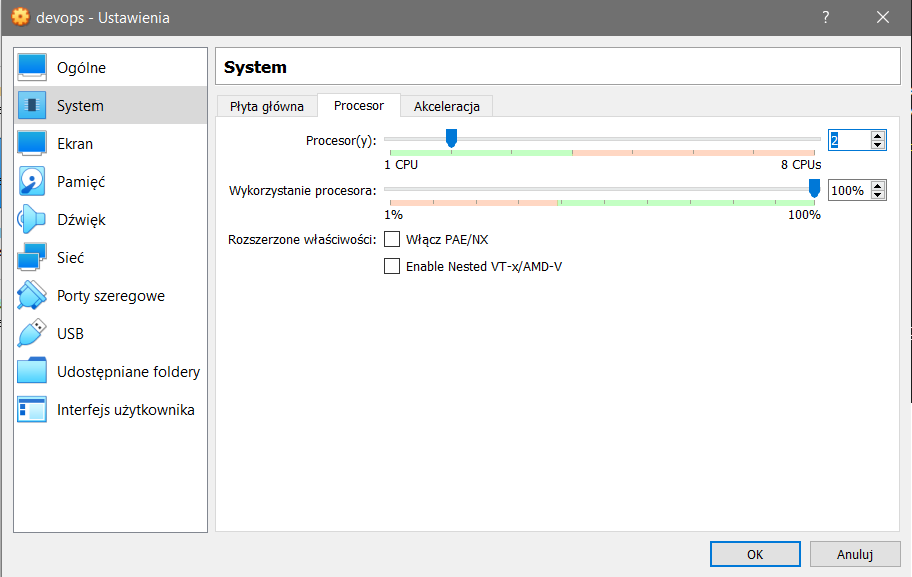 devops - Ustawienia
?
Ogólne
System
Ekran
Pamięć
Dźwięk
Sieć
Porty szeregowe
USB
Udostępniane foldery
Interfejs użytkownika
System
Płyta główna Procesor Akceleracja
Procesor(y): 2
1 CPU 8 CPUs
Wykorzystanie procesora: 100%
1% 100%
Rozszerzone właściwości: Włącz PAE/NX
Enable Nested VT-x/AMD-V
OK Anuluj